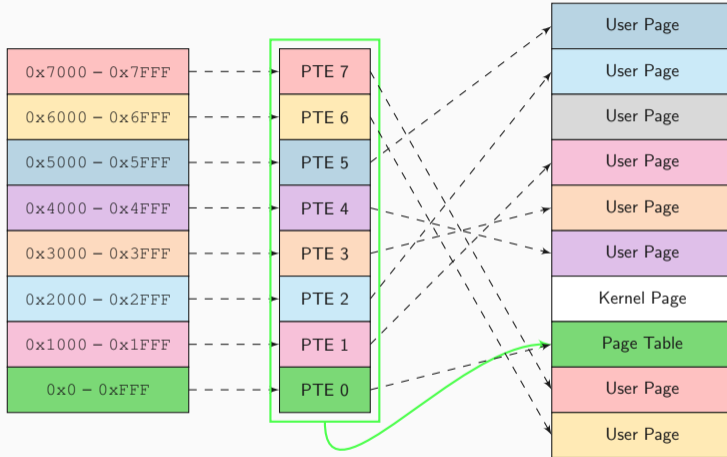 0x7000 – 0x7FFF
0x6000 – 0x6FFF
0x5000 – 0x5FFF
0x4000 – 0x4FFF
0x3000 – 0x3FFF
0x2000 – 0x2FFF
0x1000 – 0x1FFF
0x0 – 0xFFF
PTE 7
PTE 6
PTE 5
PTE 4
PTE 3
PTE 2
PTE 1
PTE 0
User Page
User Page
User Page
User Page
User Page
User Page
Kernel Page
Page Table
User Page
User Page